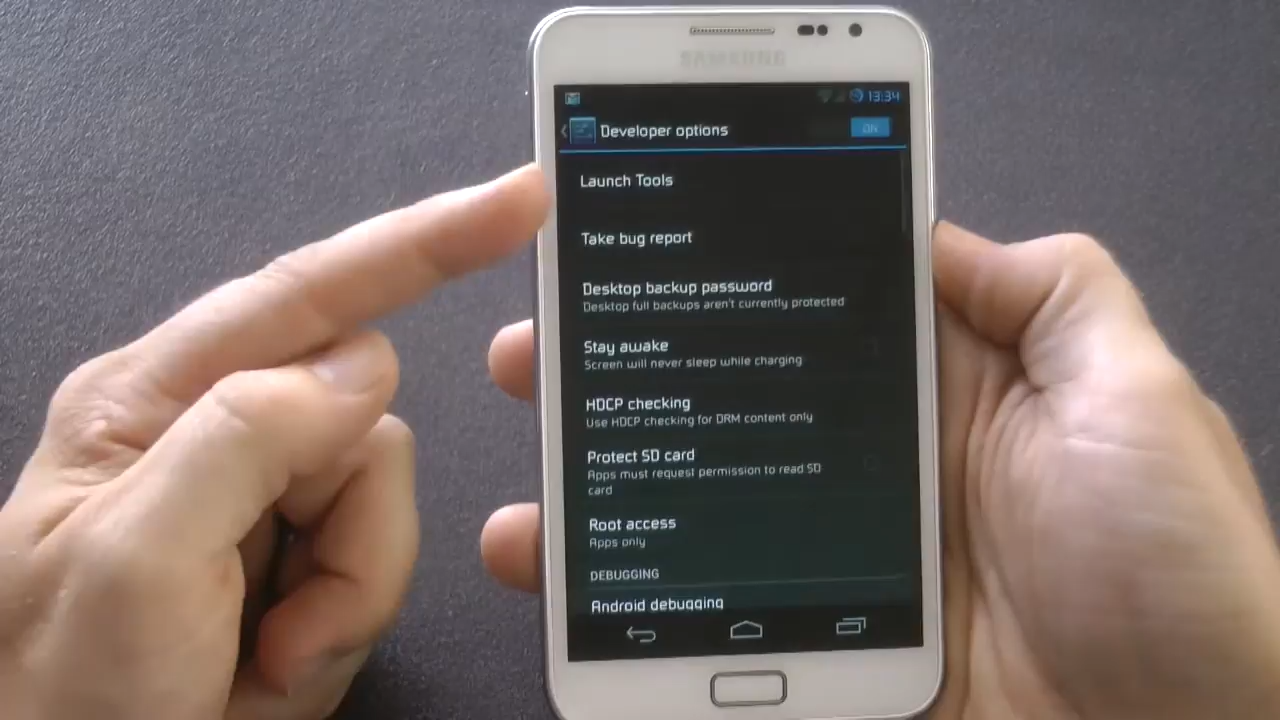 SAMSUNG
13:34
Developer options
ON
Launch Tools
Take bug report
Desktop backup password
Desktop full backups aren't currently protected
Stay awake
Screen will never sleep while charging
HDCP checking
Use HDCP checking for DRM content only
Protect SD card
Apps must request permission to read SD
card
Root access
Apps only
DEBUGGING
Android debugging